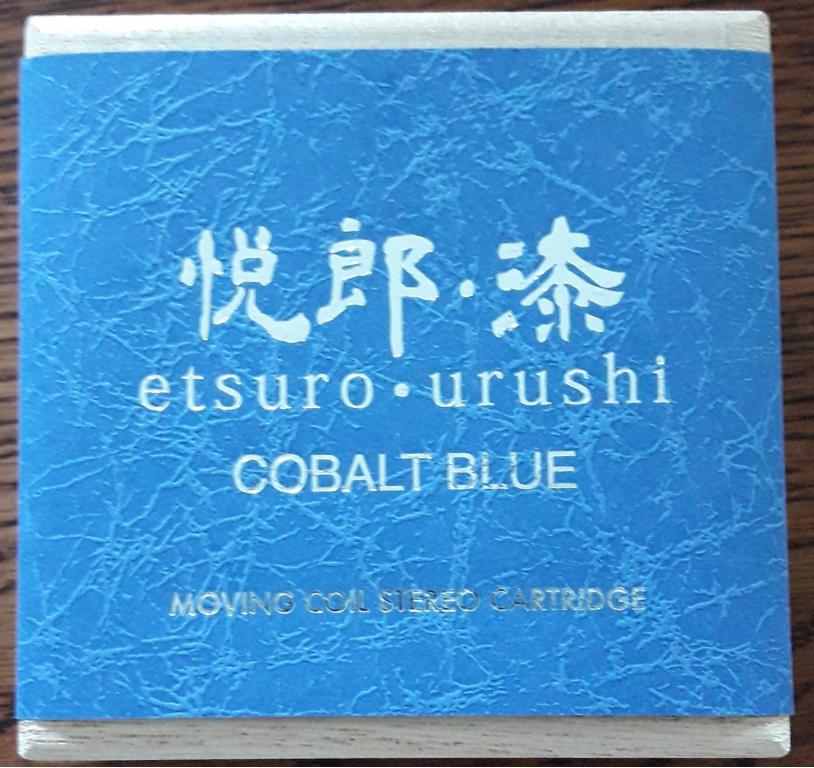 悦郎・漆
etsuro・urushi
COBALT BLUE
MOVING COIL STEREO CARTRIDGE